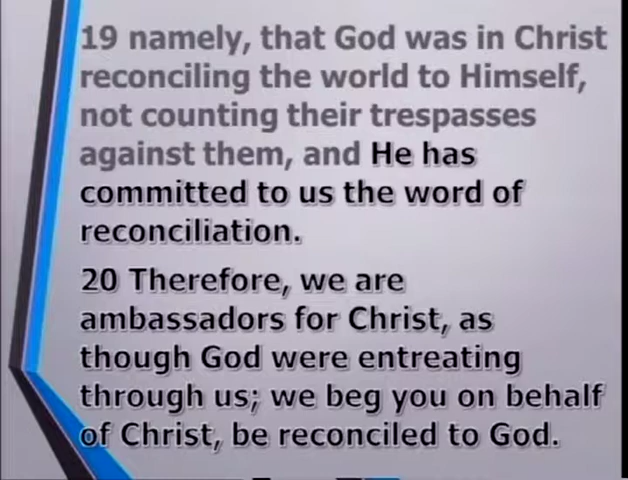 19 namely, that God was in Christ
reconciling the world to Himself,
not counting their trespasses
against them, and He has
committed to us the word of
reconciliation.
20 Therefore, we are
ambassadors for Christ, as
though God were entreating
through us; we beg you on behalf
of Christ, be reconciled to God.